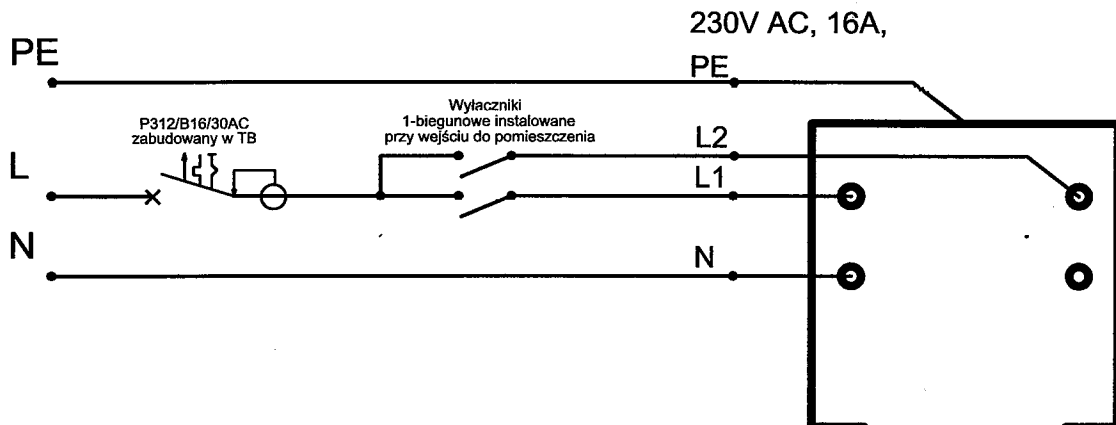 230V AC, 16A,
PE
PE
P312/B16/30AC
zabudowany w TB
Wyłaczniki
1-biegunowe instalowane
przy wejściu do pomieszczenia
L
L2
L1
N
N